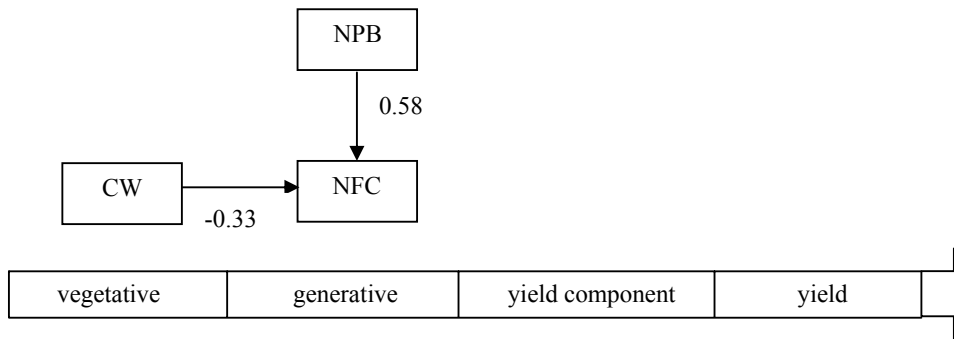 NPB
0.58
CW
NFC
-0.33
vegetative
generative
yield component
yield